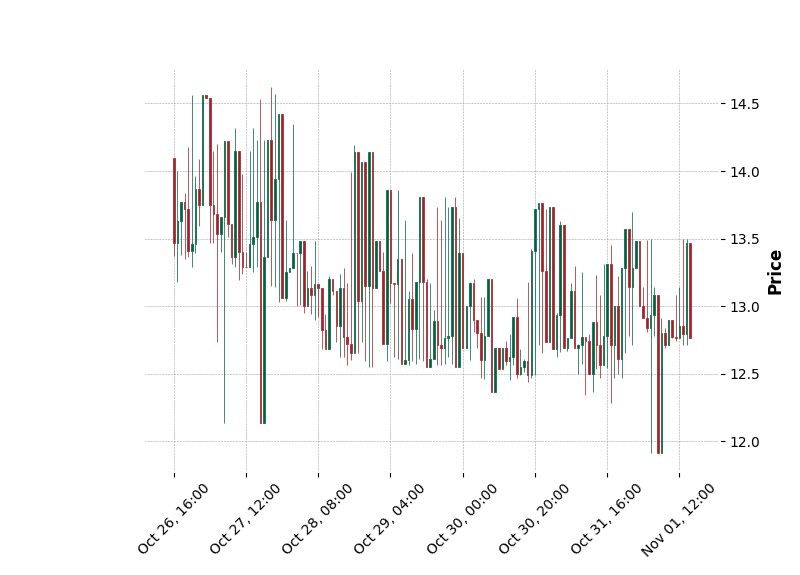 14.5
14.0
13.5
13.0
12.5
12.0
Price
Oct 26, 16:00
Oct 27, 12:00
Oct 28, 08:00
Oct 29, 04:00
Oct 30, 00:00
Oct 30, 20:00
Oct 31, 16:00
Nov 01, 12:00